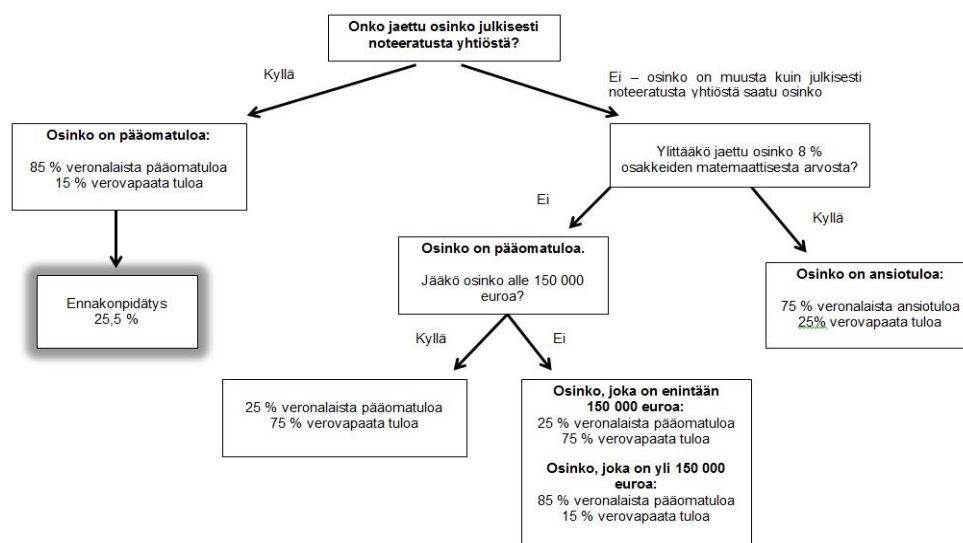 Onko jaettu osinko julkisesti
noteeratusta yhtiöstä?
Kyllä
Ei – osinko on muusta kuin julkisesti
noteeratusta yhtiöstä saatu osinko
Osinko on pääomatuloa:
85 % veronalaista pääomatuloa
15 % verovapaata tuloa
Ylittääkö jaettu osinko 8 %
osakkeiden matemaattisesta arvosta?
Ei
Kyllä
Ennakonpidätys
25,5 %
Osinko on pääomatuloa.
Jääkö osinko alle 150 000
euroa?
Osinko on ansiotuloa:
75 % veronalaista ansiotuloa
25% verovapaata tuloa
Kyllä
Ei
25 % veronalaista pääomatuloa
75 % verovapaata tuloa
Osinko, joka on enintään
150 000 euroa:
25 % veronalaista pääomatuloa
75 % verovapaata tuloa
Osinko, joka on yli 150 000
euroa:
85 % veronalaista pääomatuloa
15 % verovapaata tuloa